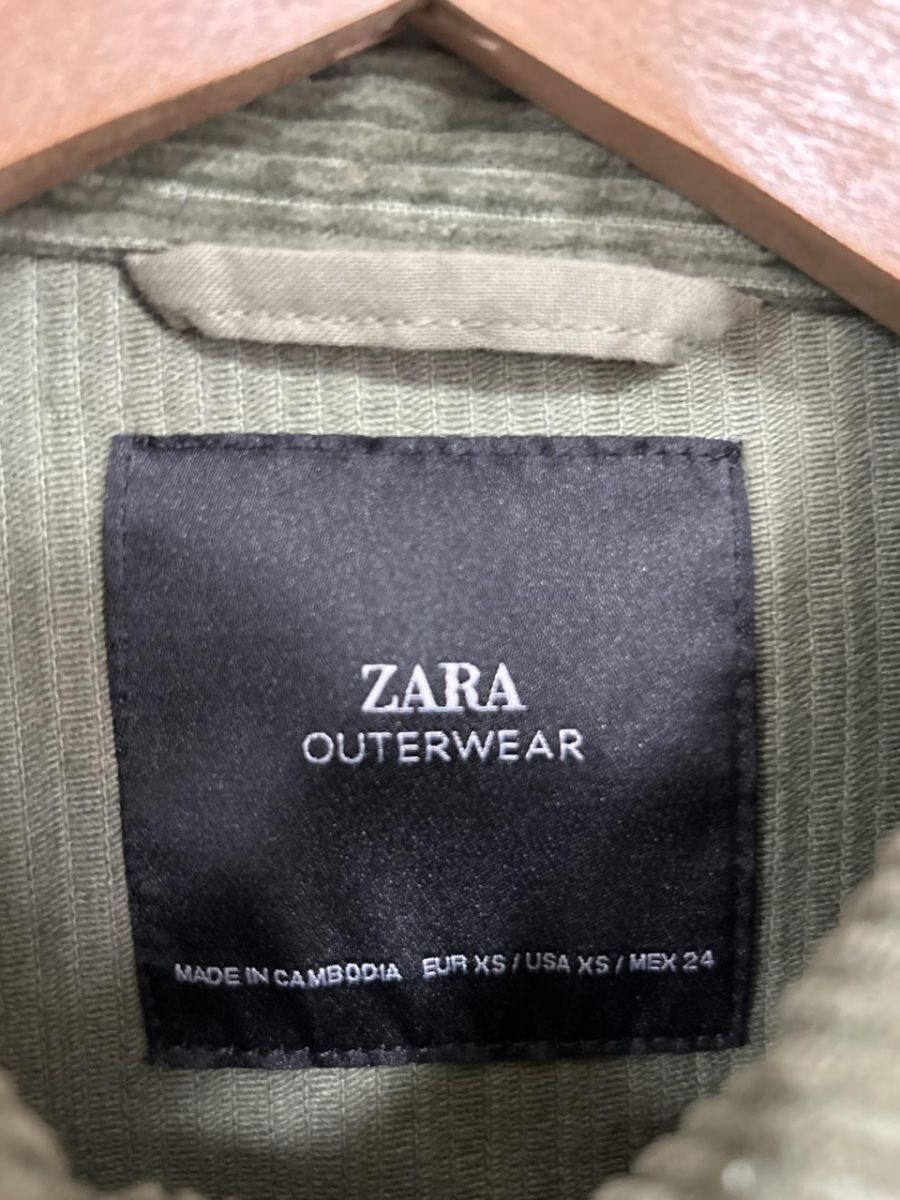 ZARA
OUTERWEAR
MADE IN CAMBODIA EUR XS / USA XS / MEX 24